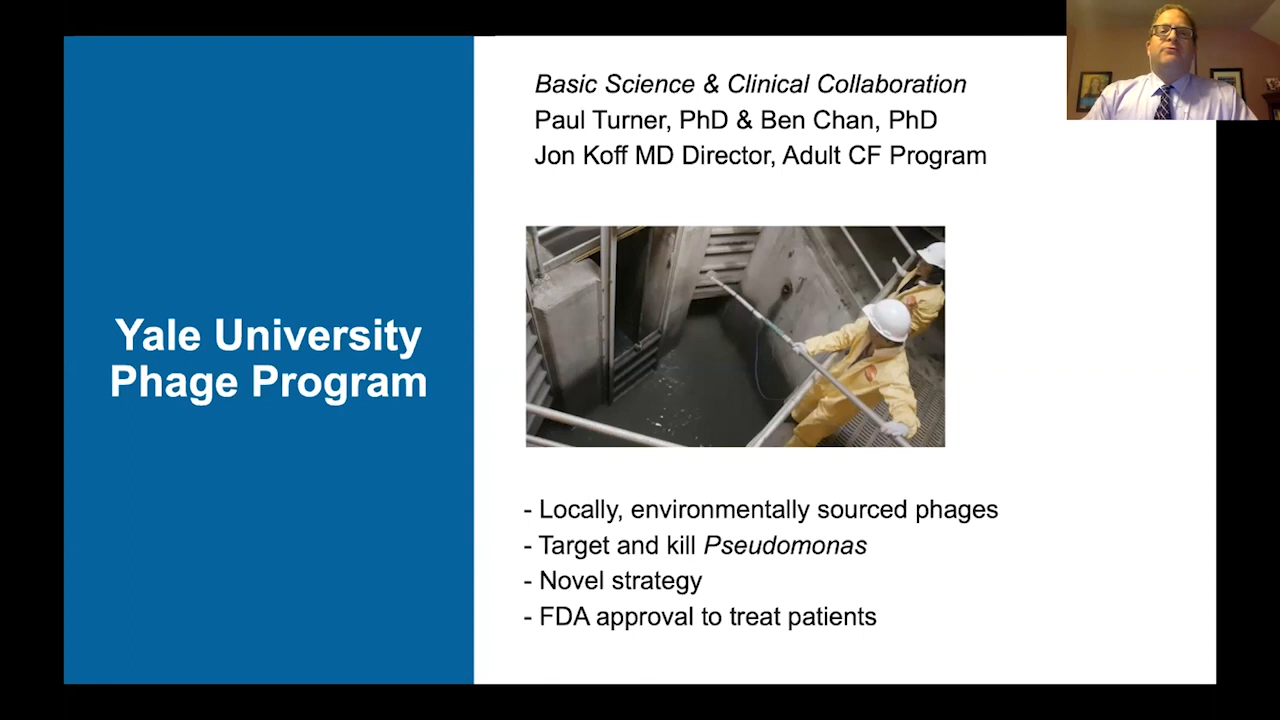 Basic Science & Clinical Collaboration
Paul Turner, PhD & Ben Chan, PhD
Jon Koff MD Director, Adult CF Program
Yale University
Phage Program
- Locally, environmentally sourced phages
- Target and kill Pseudomonas
- Novel strategy
- FDA approval to treat patients